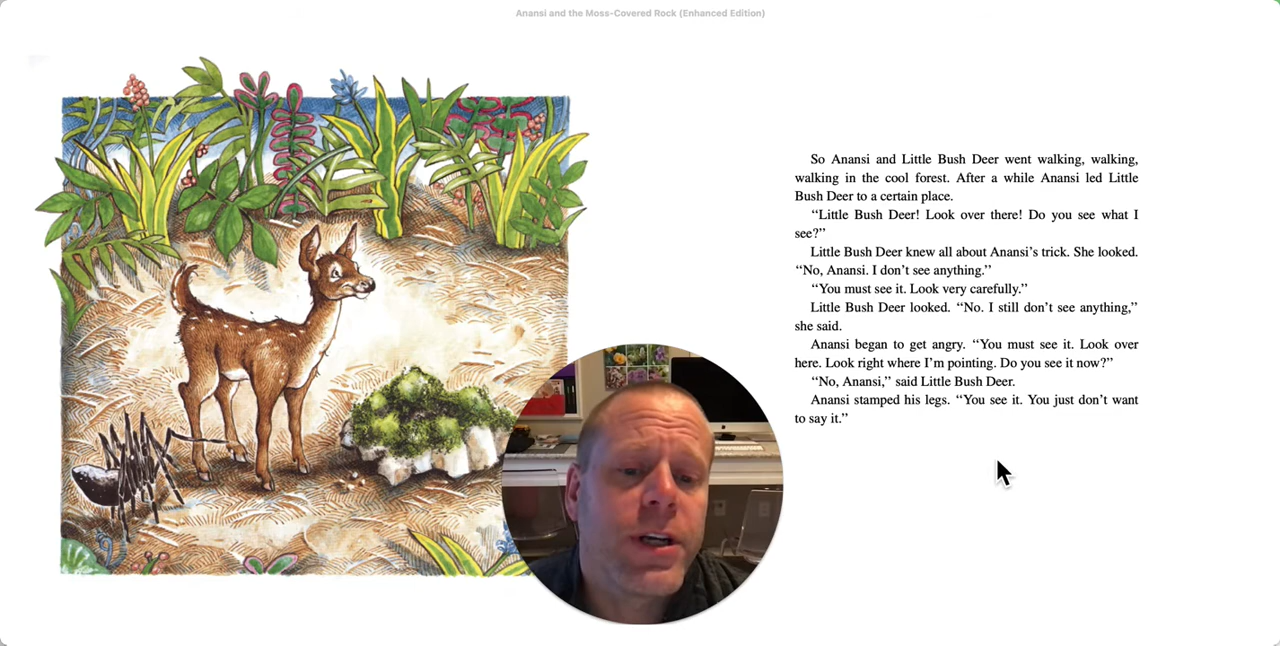 Anansi and the Moss-Covered Rock (Enhanced Edition)
So Anansi and Little Bush Deer went walking, walking,
walking in the cool forest. After a while Anansi led Little
Bush Deer to a certain place.
“Little Bush Deer! Look over there! Do you see what I
see?”
Little Bush Deer knew all about Anansi’s trick. She looked.
“No, Anansi. I don’t see anything.”
“You must see it. Look very carefully.”
Little Bush Deer looked. “No. I still don’t see anything,”
she said.
Anansi began to get angry. “You must see it. Look over
here. Look right where I’m pointing. Do you see it now?”
“No, Anansi,” said Little Bush Deer.
Anansi stamped his legs. “You see it. You just don’t want
to say it.”